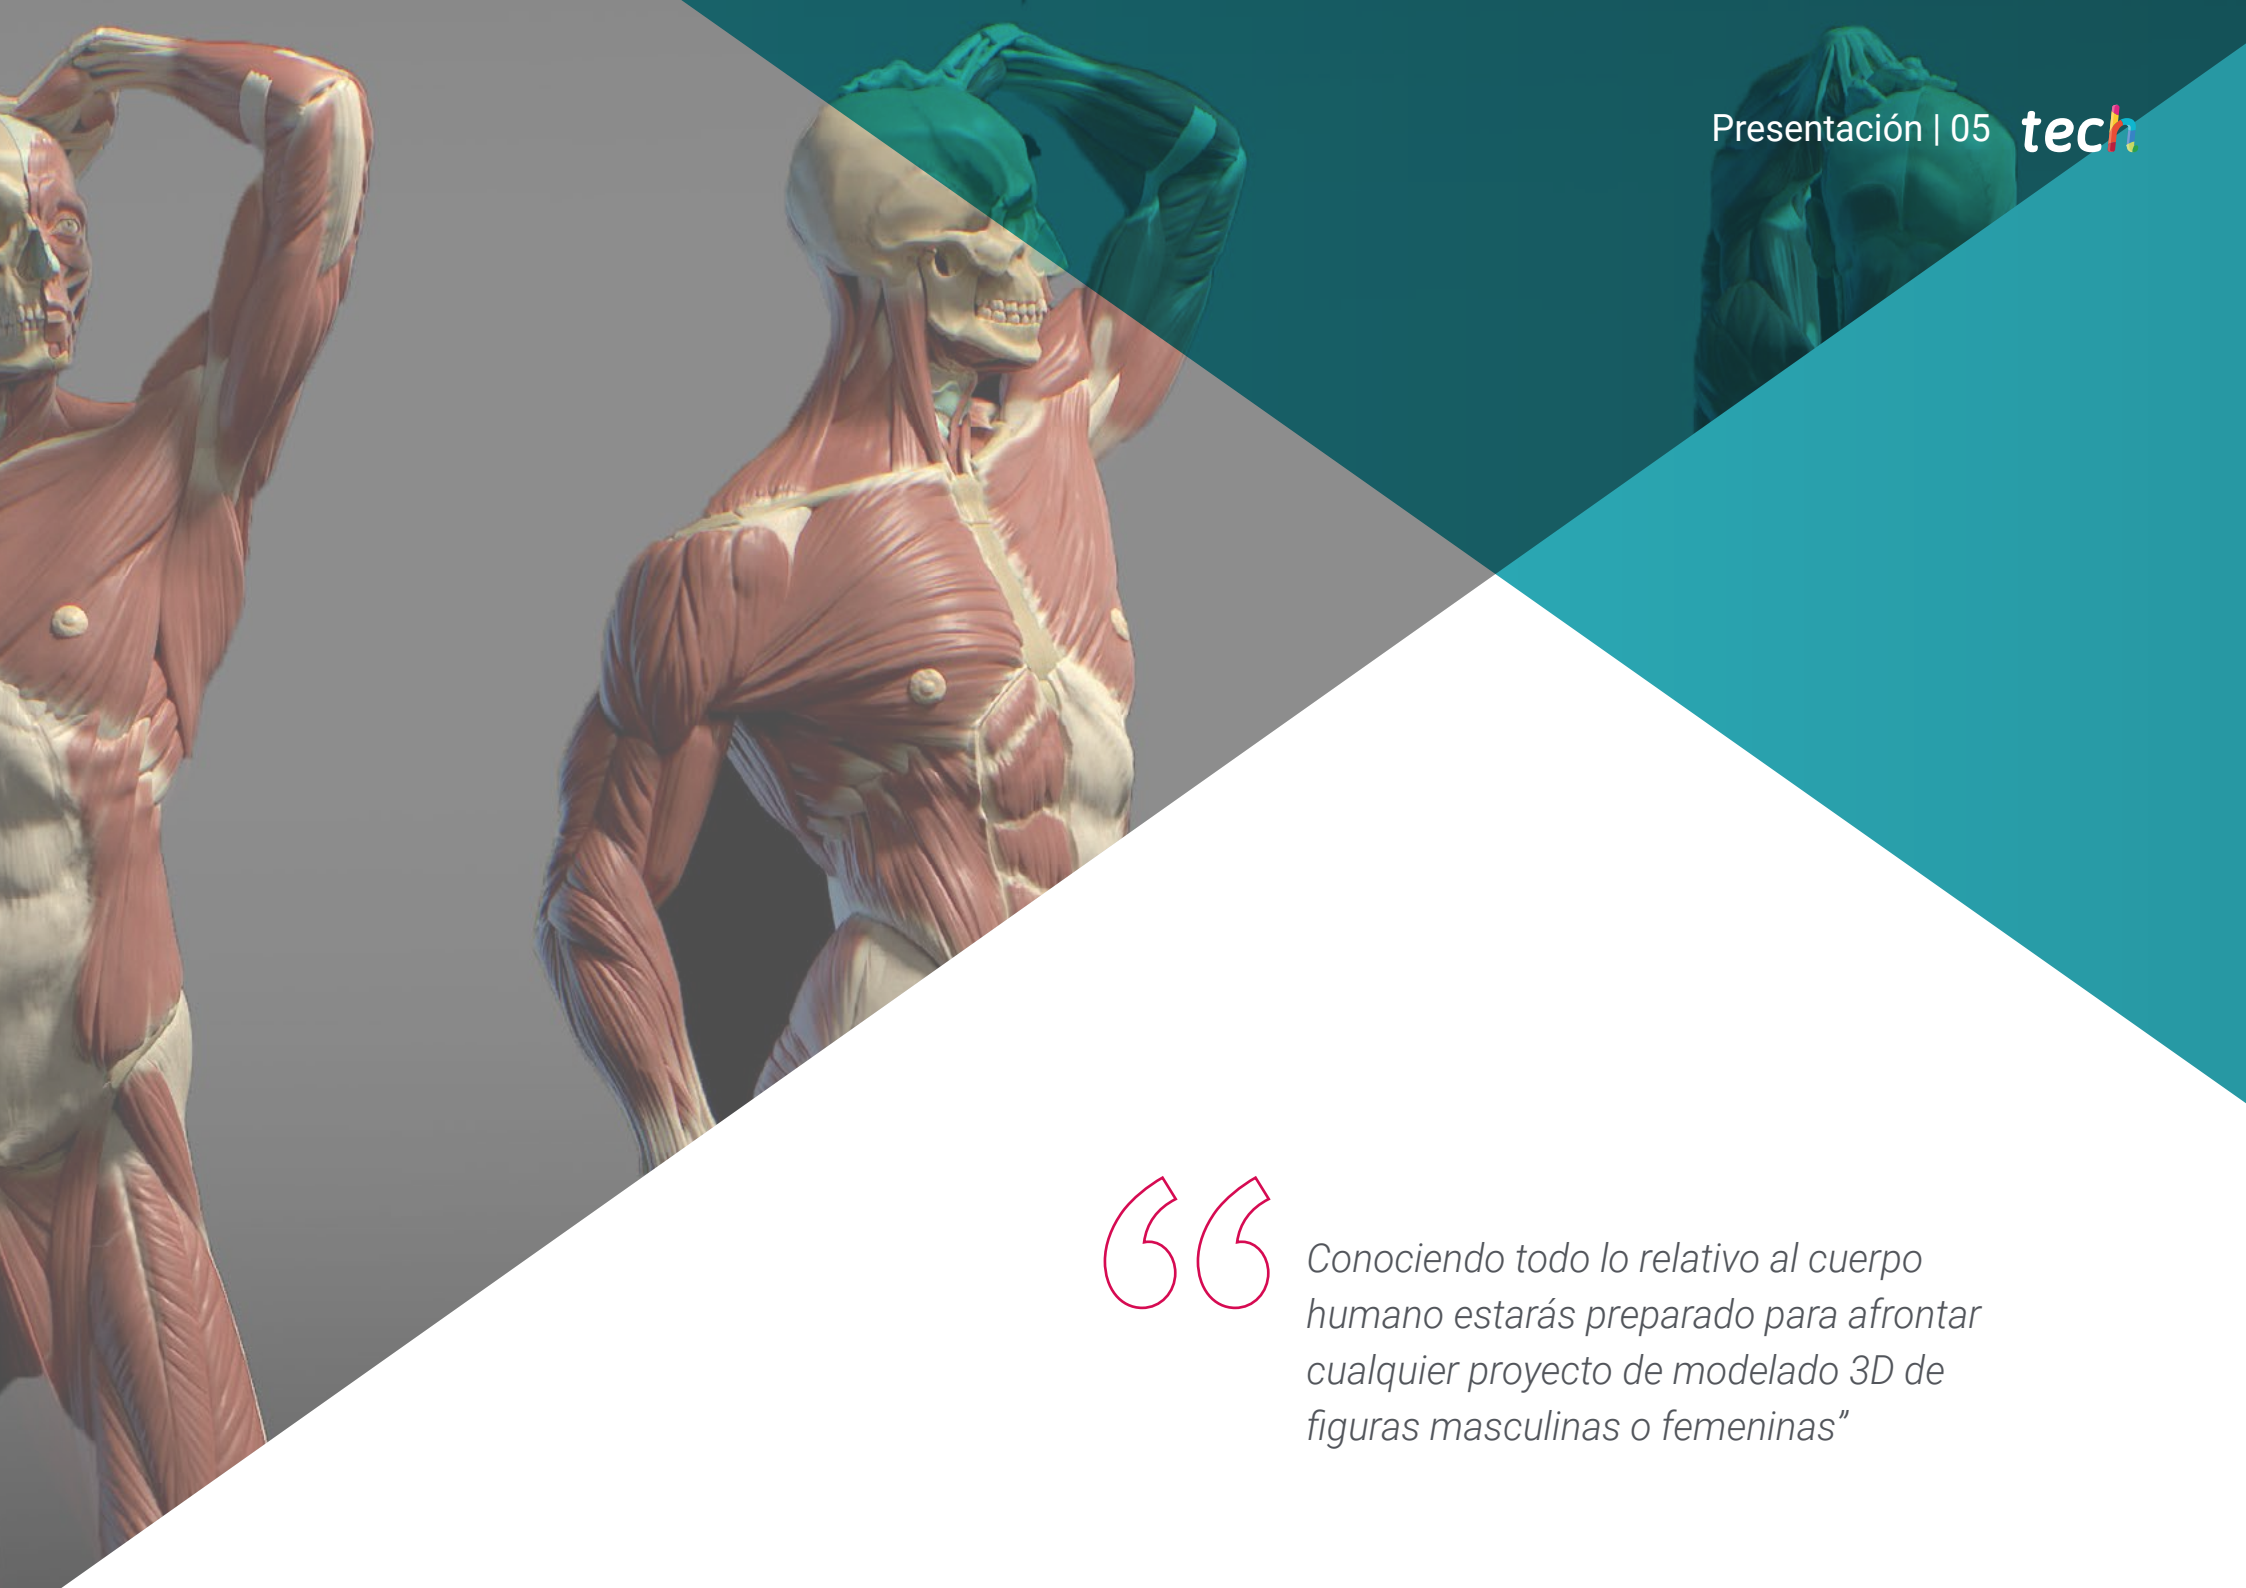 Presentación | 05 tech
“Conociendo todo lo relativo al cuerpo
humano estarás preparado para afrontar
cualquier proyecto de modelado 3D de
figuras masculinas o femeninas”